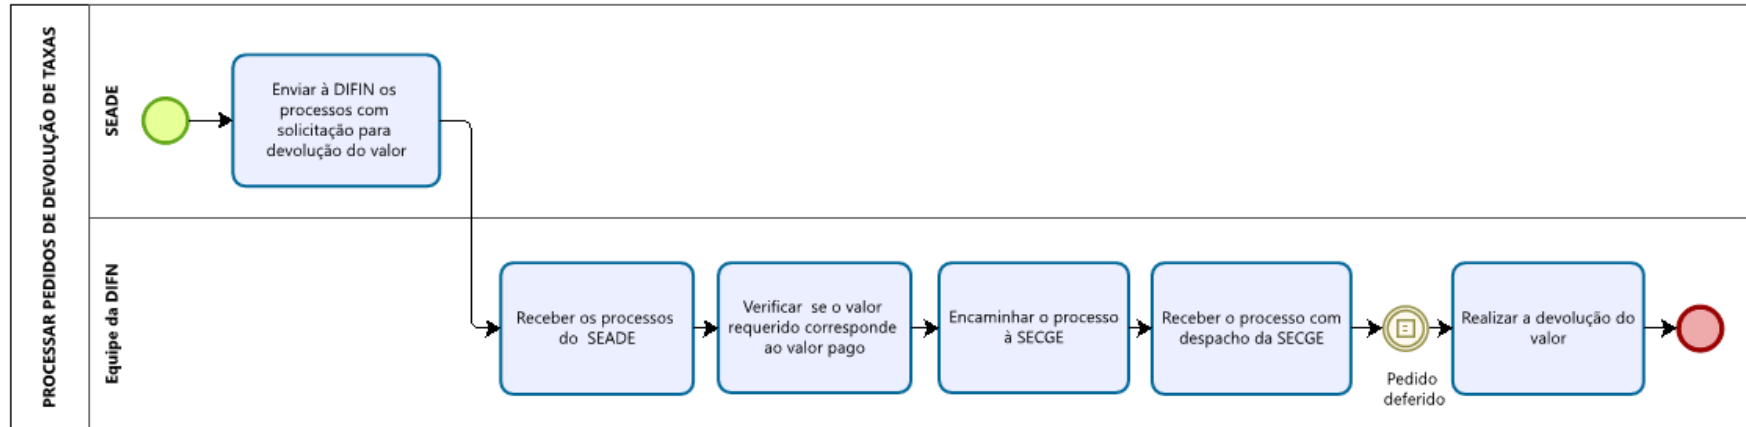 PROCESSAR PEDIDOS DE DEVOLUÇÃO DE TAXAS
SEADE
Enviar à DIFIN os
processos com
solicitação para
devolução do valor
Equipe da DIFN
Receber os processos
do SEADE
Verificar se o valor
requerido corresponde
ao valor pago
Encaminhar o processo
à SECGE
Receber o processo com
despacho da SECGE
Pedido
deferido
Realizar a devolução do
valor